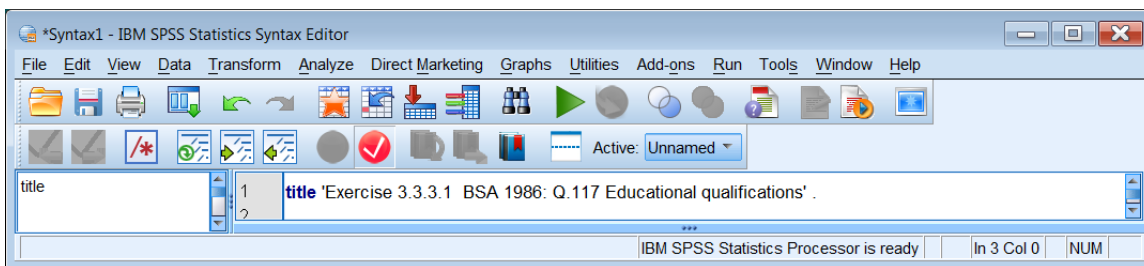 *Syntax1 - IBM SPSS Statistics Syntax Editor
File Edit View Data Transform Analyze Direct Marketing Graphs Utilities Add-ons Run Tools Window Help
/*
Active: Unnamed
title
1 title 'Exercise 3.3.3.1 BSA 1986: Q.117 Educational qualifications' .
2
IBM SPSS Statistics Processor is ready In 3 Col 0 NUM